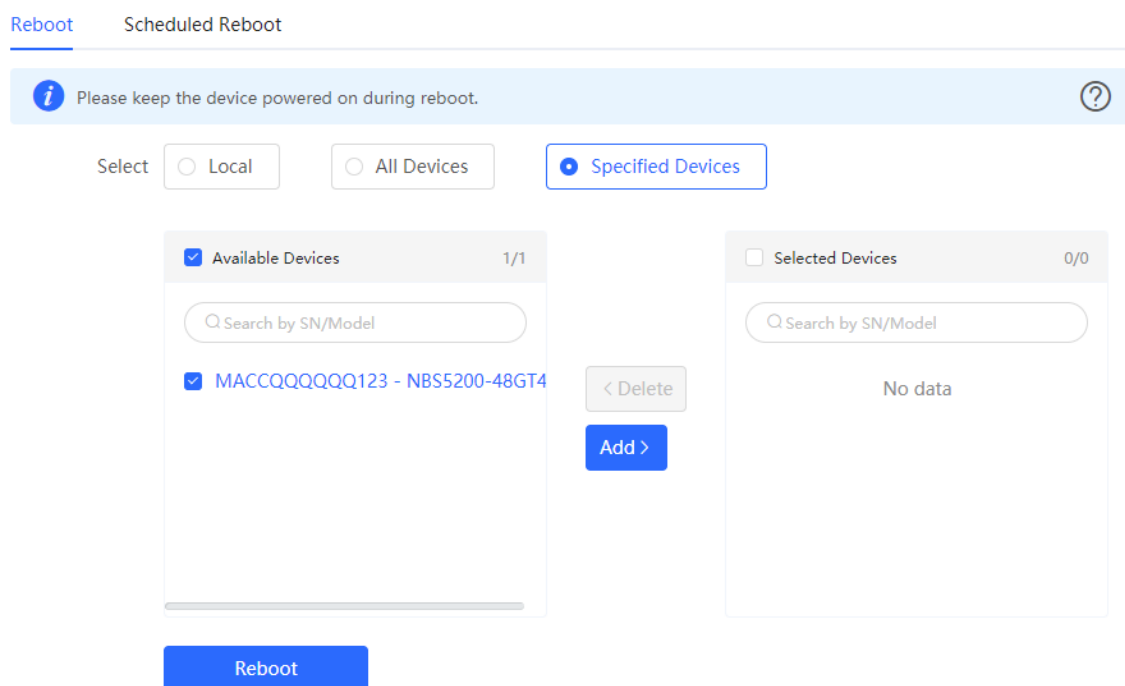 Reboot Scheduled Reboot
Please keep the device powered on during reboot.
Select Local All Devices Specified Devices
Available Devices 1/1
Search by SN/Model
MACCQQQQQQ123 - NBS5200-48GT4
< Delete
Add >
Selected Devices 0/0
Search by SN/Model
No data
Reboot